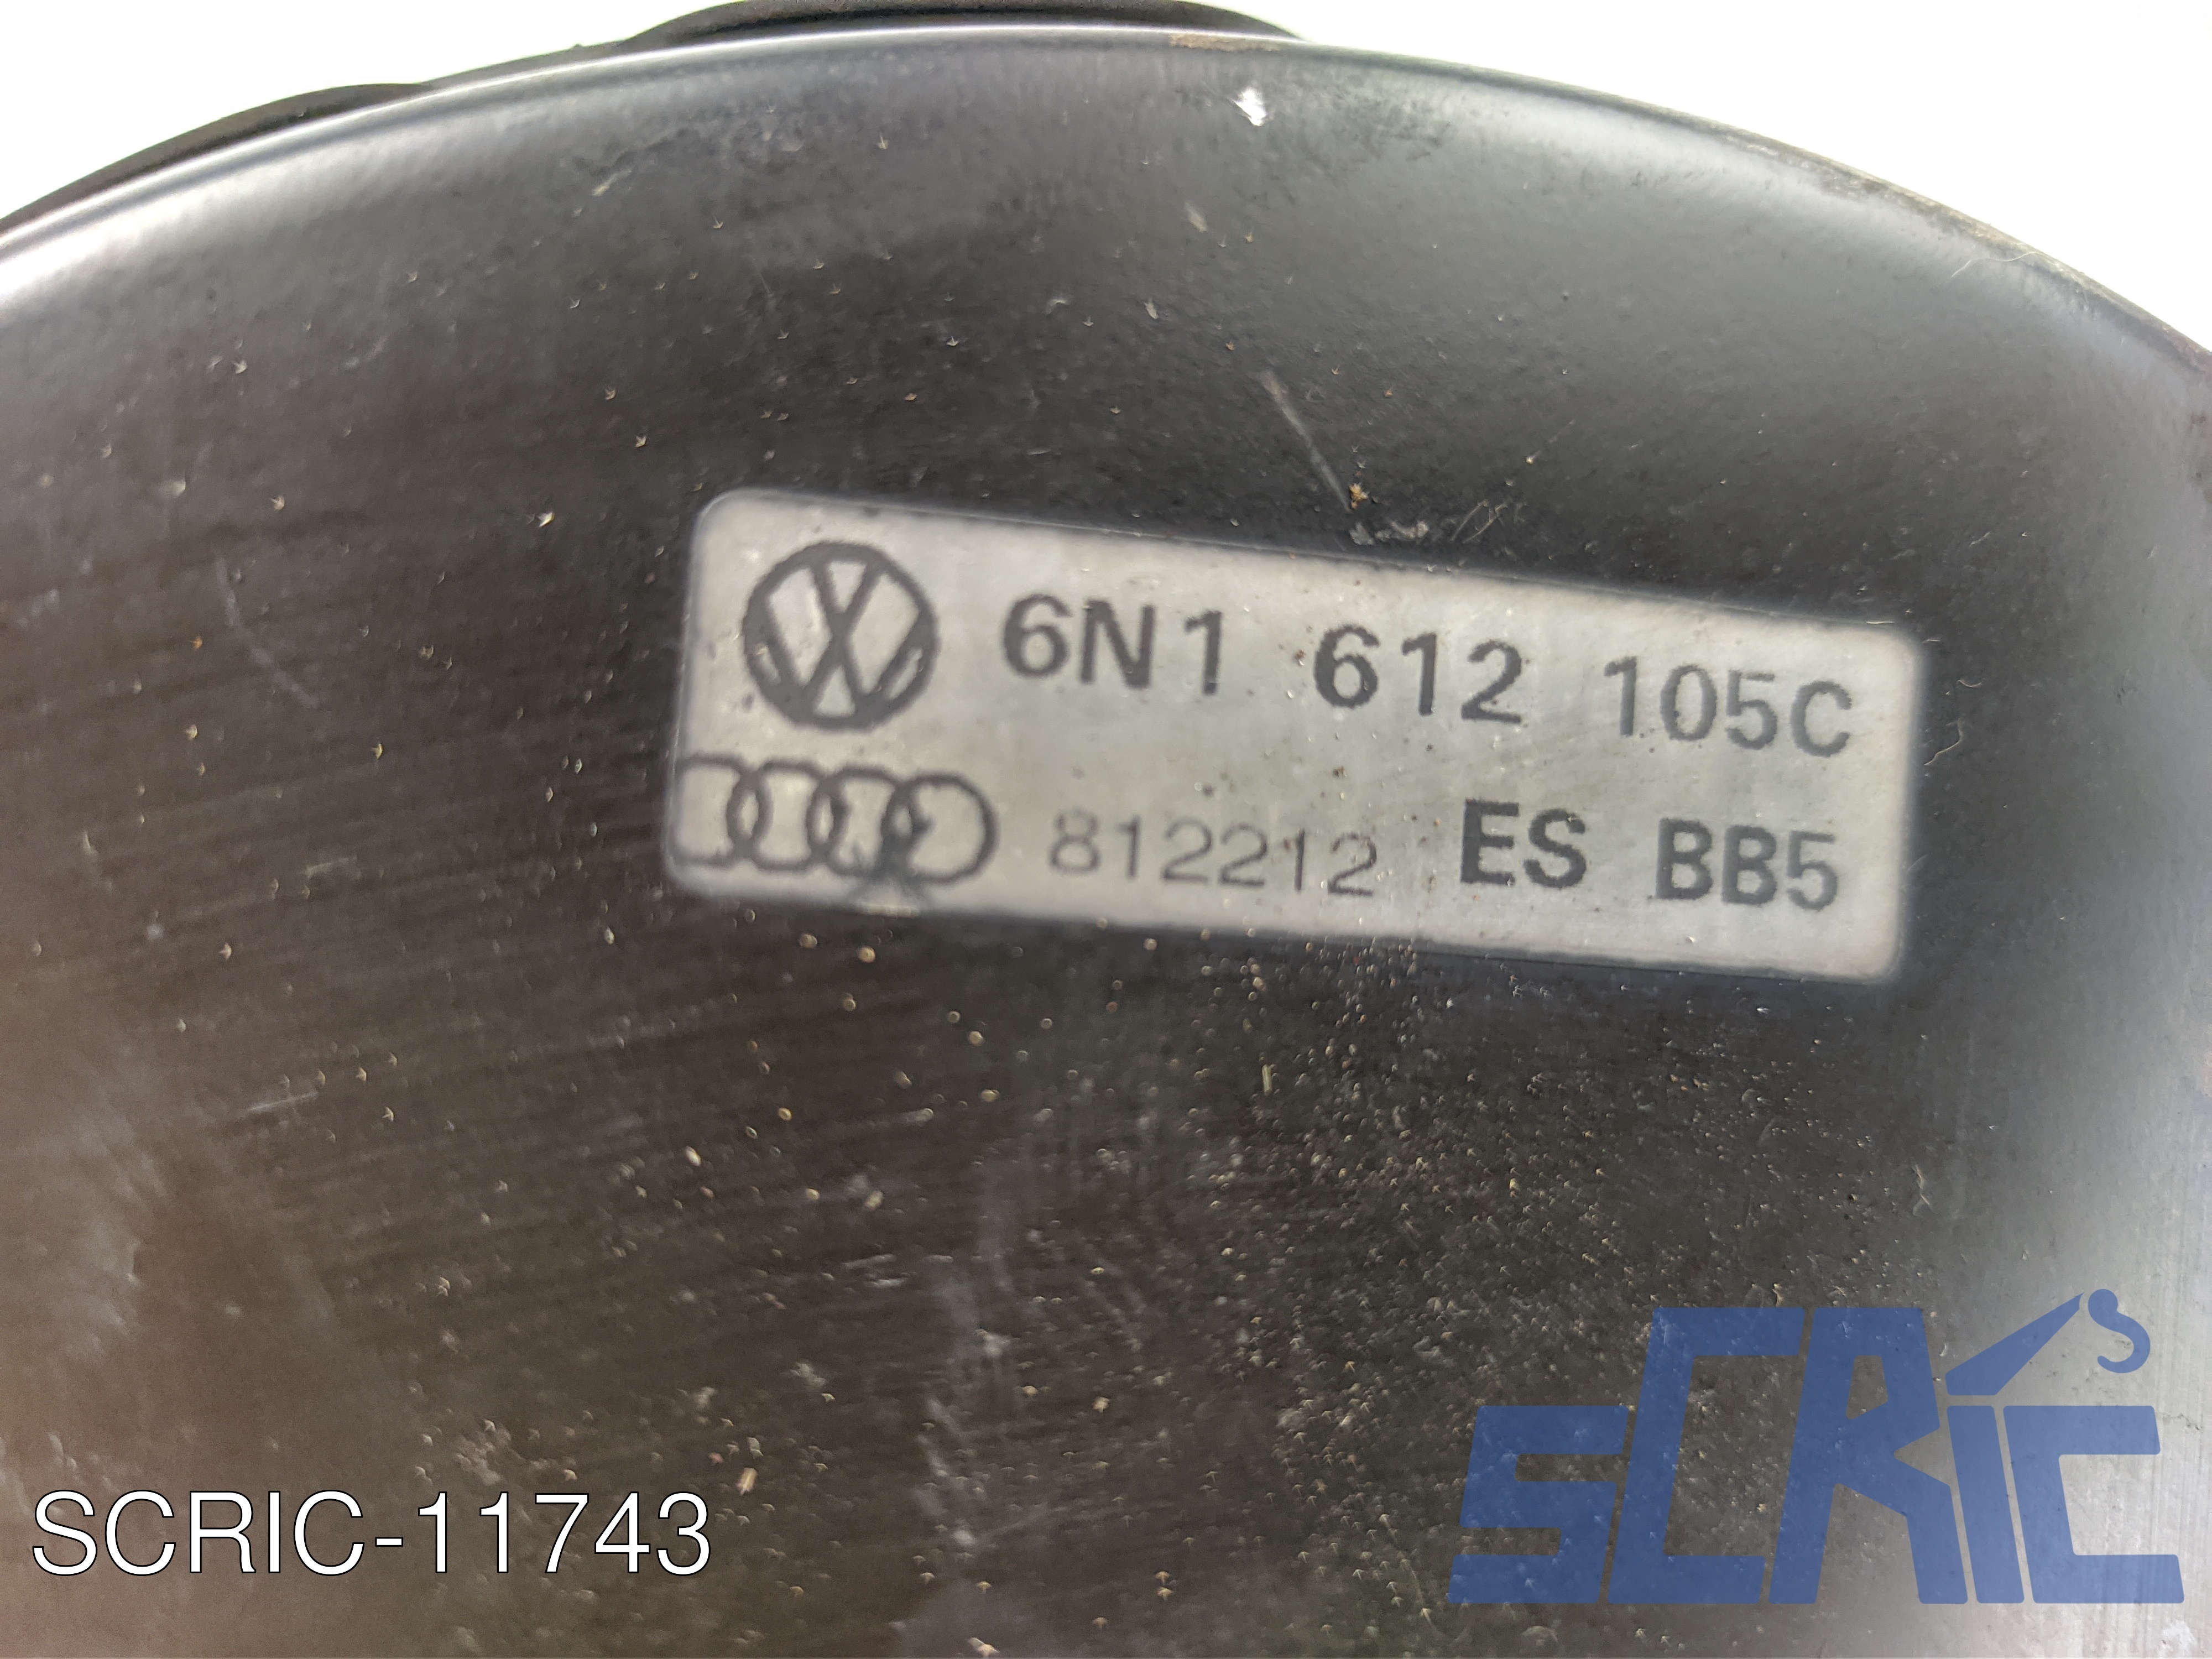 6N1 612 105C
812212 ES BB5
SCRIC
SCRIC-11743